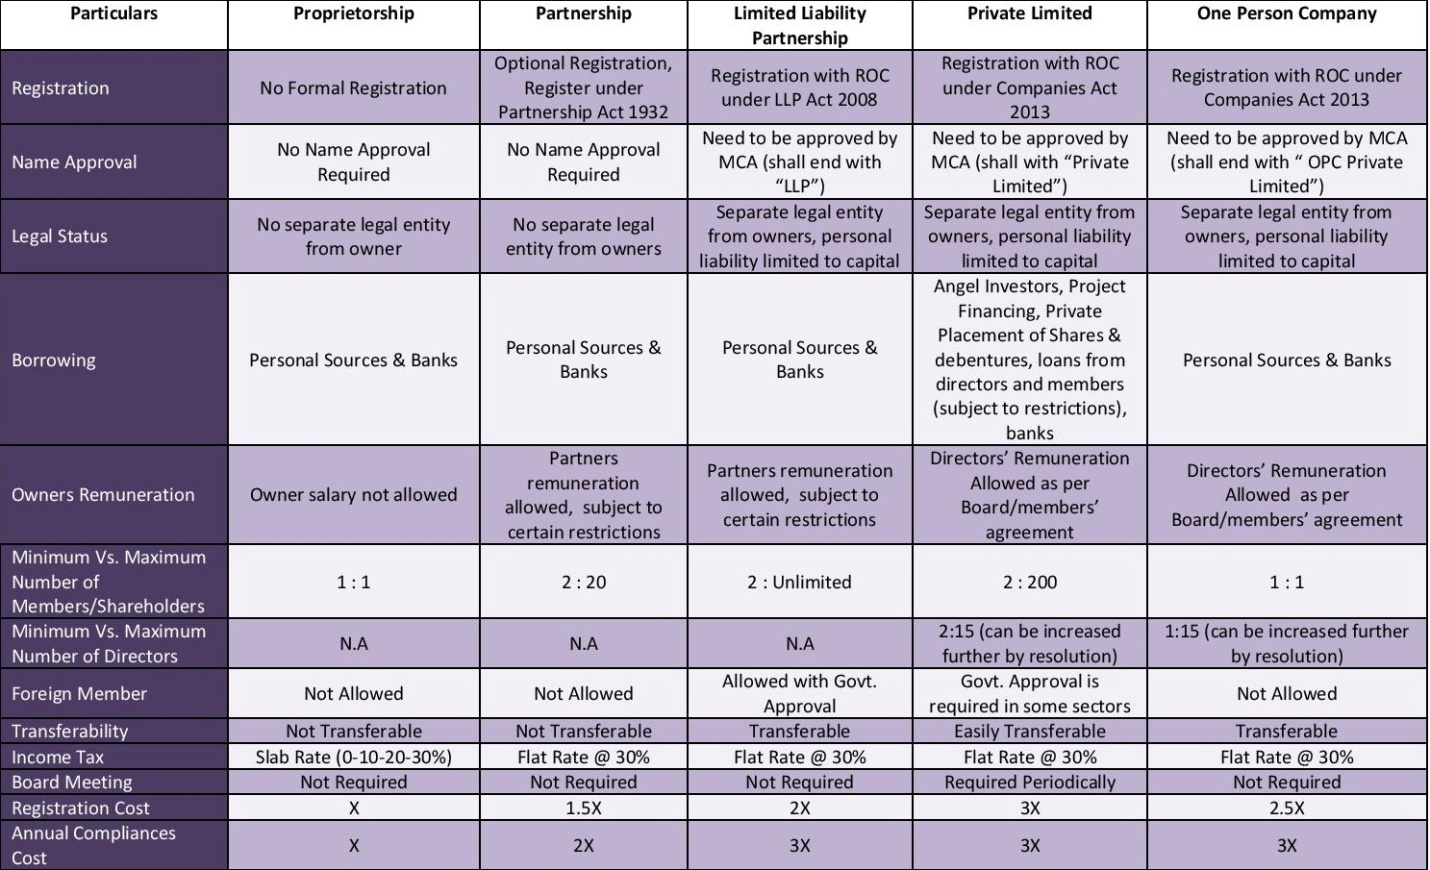 Particulars
Proprietorship
Partnership
Limited Liability
Partnership
Private Limited
One Person Company
Registration
No Formal Registration
Optional Registration,
Register under
Partnership Act 1932
Registration with ROC
under LLP Act 2008
Registration with ROC
under Companies Act
2013
Registration with ROC under
Companies Act 2013
Name Approval
No Name Approval
Required
No Name Approval
Required
Need to be approved by
MCA (shall end with
“LLP”)
Need to be approved by
MCA (shall with “Private
Limited”)
Need to be approved by MCA
(shall end with “ OPC Private
Limited”)
Legal Status
No separate legal entity
from owner
No separate legal
entity from owners
Separate legal entity
from owners, personal
liability limited to capital
Separate legal entity from
owners, personal liability
limited to capital
Separate legal entity from
owners, personal liability
limited to capital
Borrowing
Personal Sources & Banks
Personal Sources &
Banks
Personal Sources &
Banks
Angel Investors, Project
Financing, Private
Placement of Shares &
debentures, loans from
directors and members
(subject to restrictions),
banks
Personal Sources & Banks
Owners Remuneration
Owner salary not allowed
Partners
remuneration
allowed,  subject to
certain restrictions
Partners remuneration
allowed,  subject to
certain restrictions
Directors’ Remuneration
Allowed as per
Board/members’
agreement
Directors’ Remuneration
Allowed  as per
Board/members’ agreement
Minimum Vs. Maximum
Number of
Members/Shareholders
1 : 1
2 : 20
2 : Unlimited
2 : 200
1 : 1
Minimum Vs. Maximum
Number of Directors
N.A
N.A
N.A
2:15 (can be increased
further by resolution)
1:15 (can be increased further
by resolution)
Foreign Member
Not Allowed
Not Allowed
Allowed with Govt.
Approval
Govt. Approval is
required in some sectors
Not Allowed
Transferability
Not Transferable
Not Transferable
Transferable
Easily Transferable
Transferable
Income Tax
Slab Rate (0-10-20-30%)
Flat Rate @ 30%
Flat Rate @ 30%
Flat Rate @ 30%
Flat Rate @ 30%
Board Meeting
Not Required
Not Required
Not Required
Required Periodically
Not Required
Registration Cost
X
1.5X
2X
3X
2.5X
Annual Compliances
Cost
X
2X
3X
3X
3X